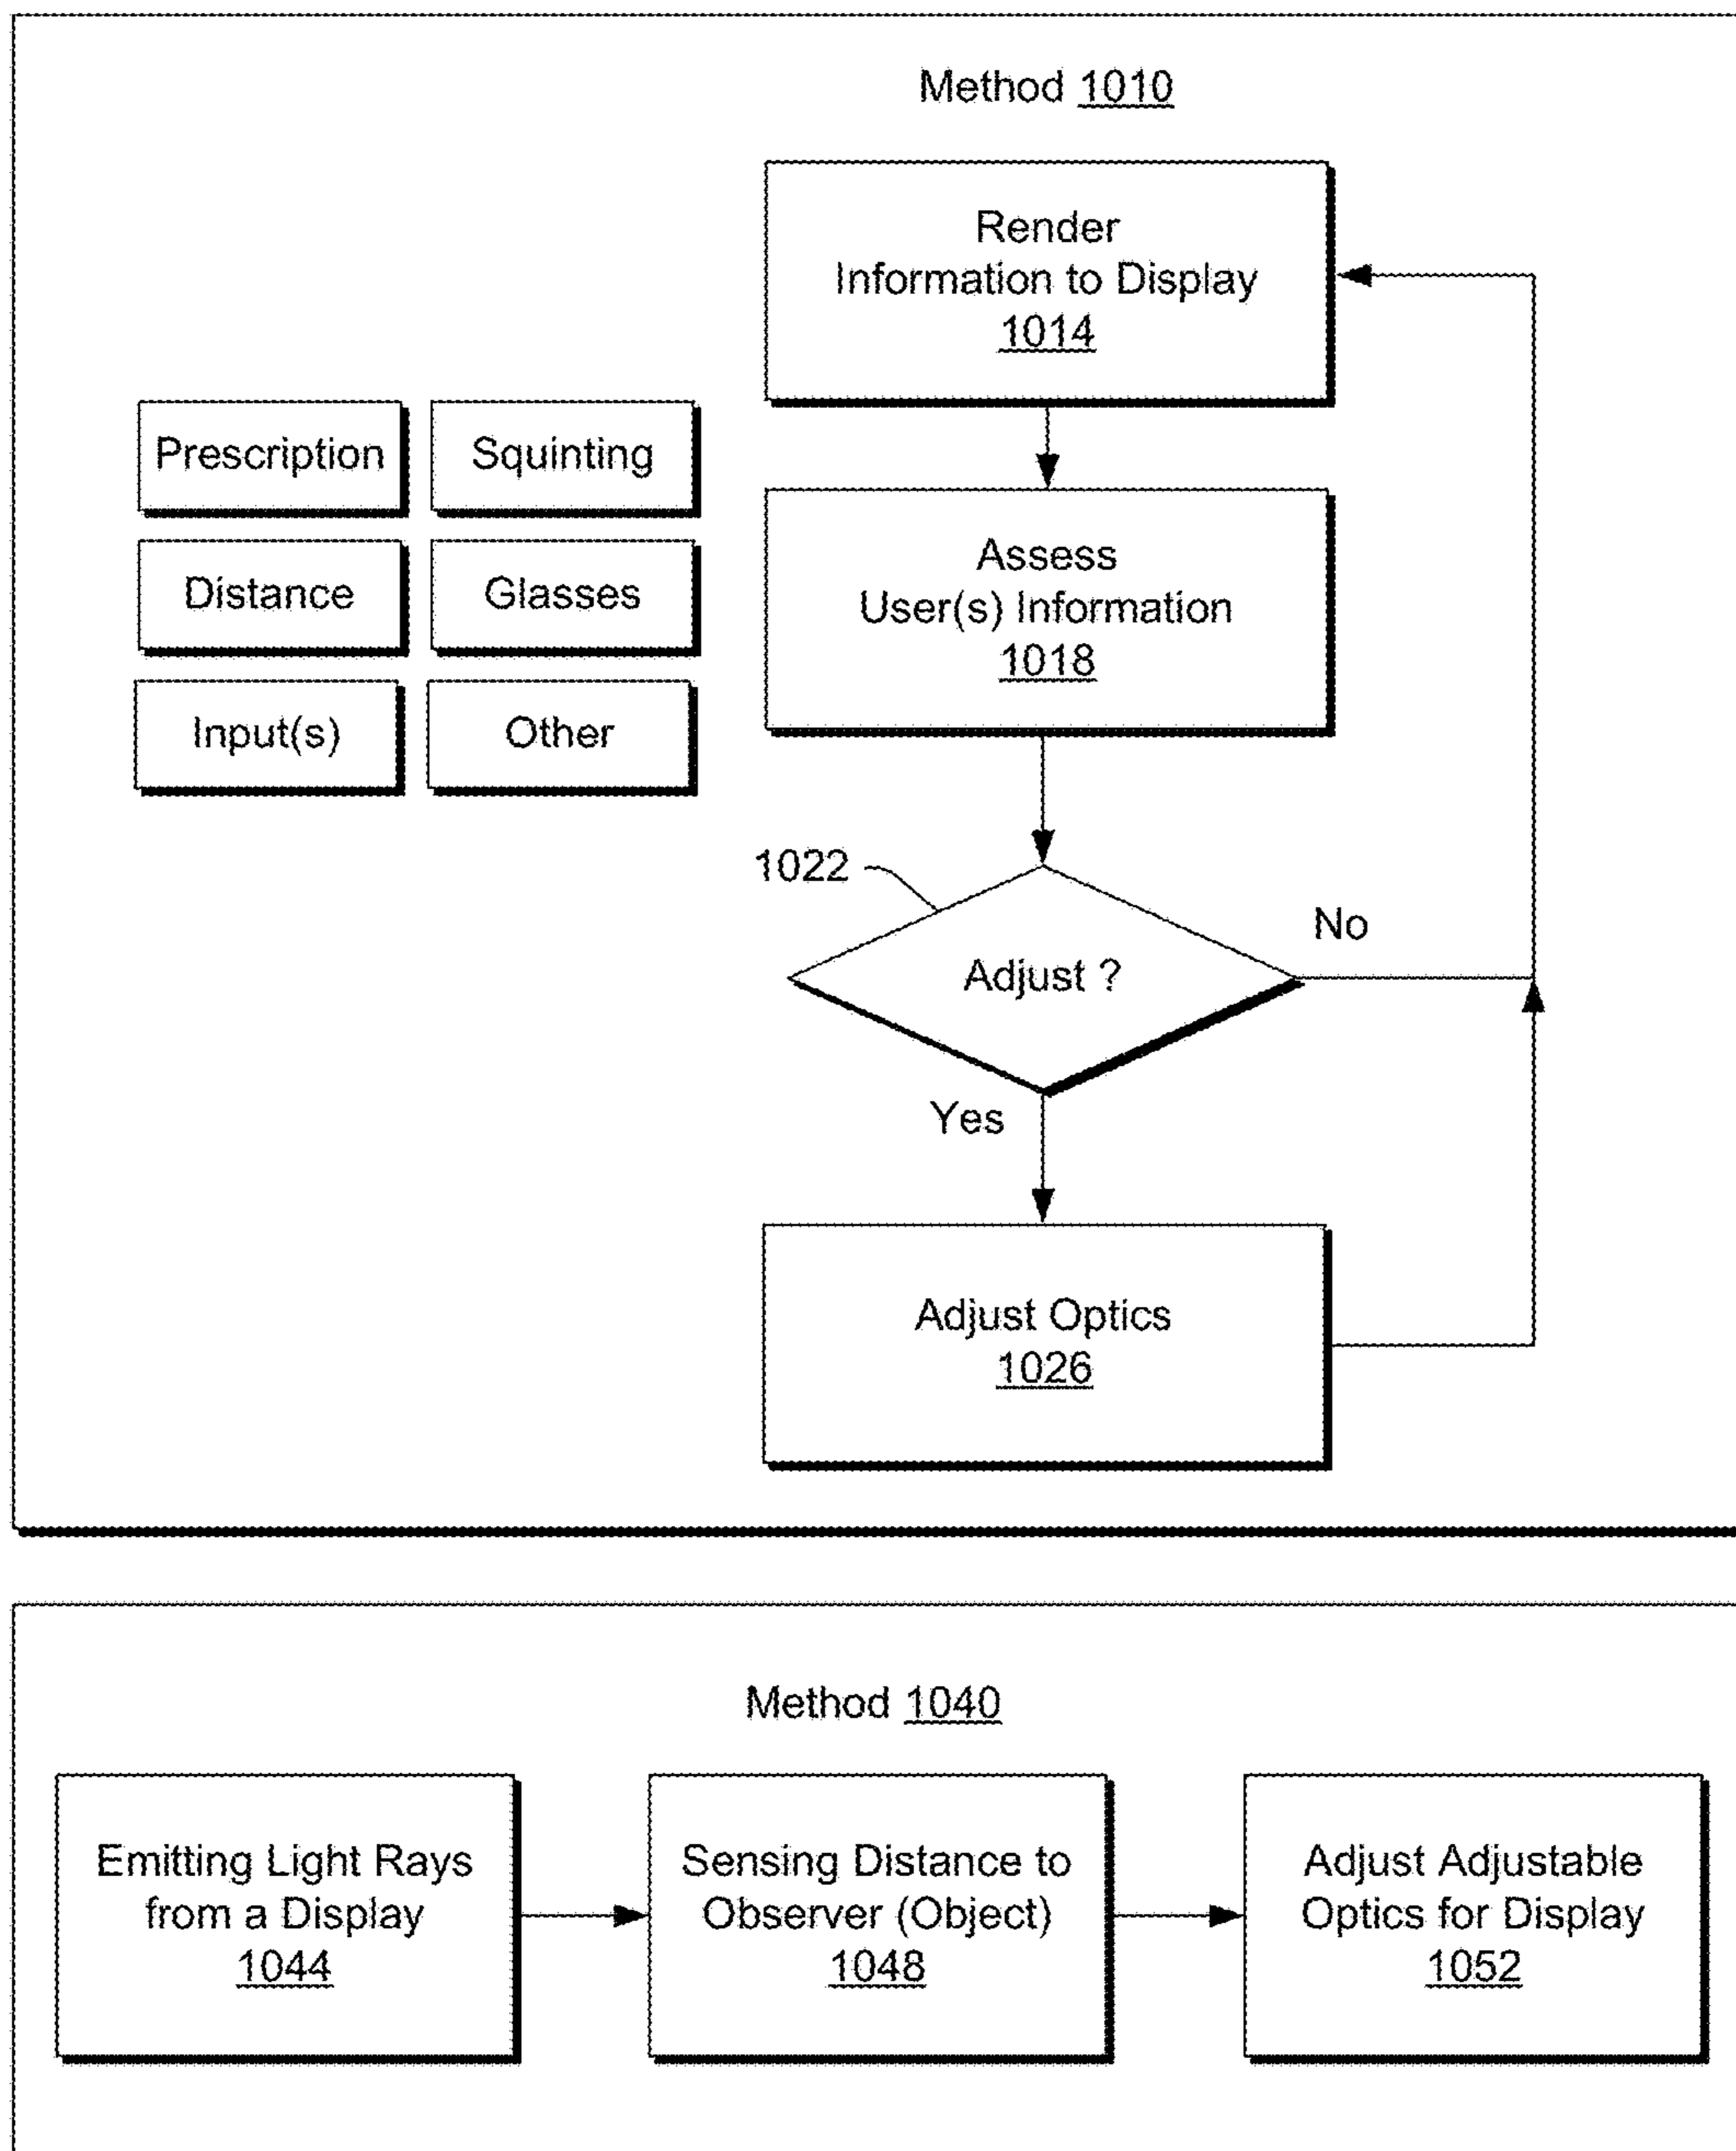 Method 1010
Render
Information to Display
1014
Prescription
Squinting
Distance
Glasses
Input(s)
Other
Assess
User(s) Information
1018
1022
Adjust ?
No
Yes
Adjust Optics
1026
Method 1040
Emitting Light Rays
from a Display
1044
Sensing Distance to
Observer (Object)
1048
Adjust Adjustable
Optics for Display
1052